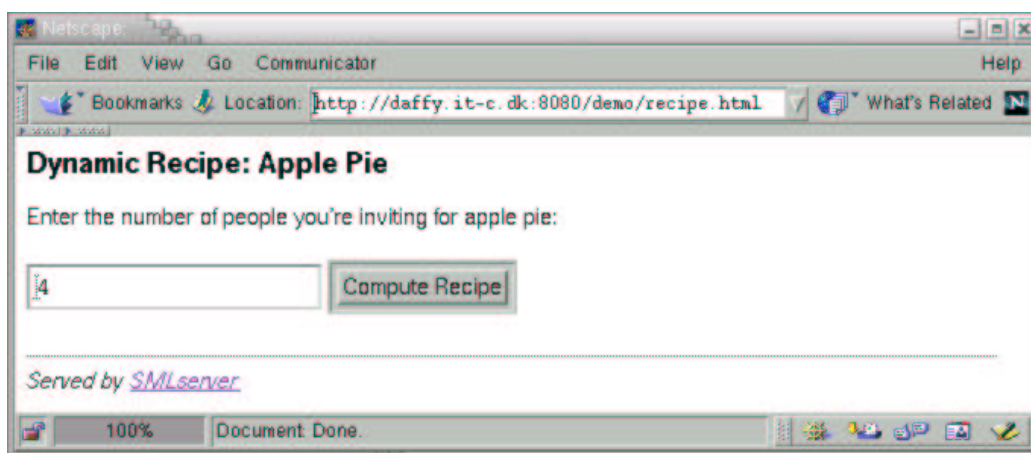 Netscape:
File Edit View Go Communicator Help
Bookmarks Location: http://daffy.it-c.dk:8080/demo/recipe.html What's Related N
Dynamic Recipe: Apple Pie
Enter the number of people you're inviting for apple pie:
4 Compute Recipe
Served by SMLserver
100% Document: Done.